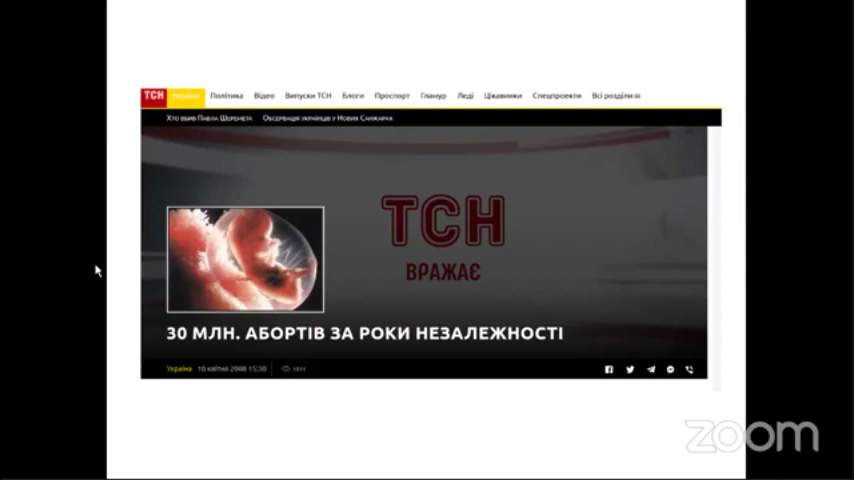 ТСН Україна Політика Відео Випуски ТСН Блоги Проспорт Гламур Леді Цікавинки Спецпроекти Всі розділи
Хто вбив Павла Шеремета Обсервація українців у Нових Санжарах
ТСН
ВРАЖАЄ
30 МЛН. АБОРТІВ ЗА РОКИ НЕЗАЛЕЖНОСТІ
Україна 10 квітня 2008 15:30
zoom